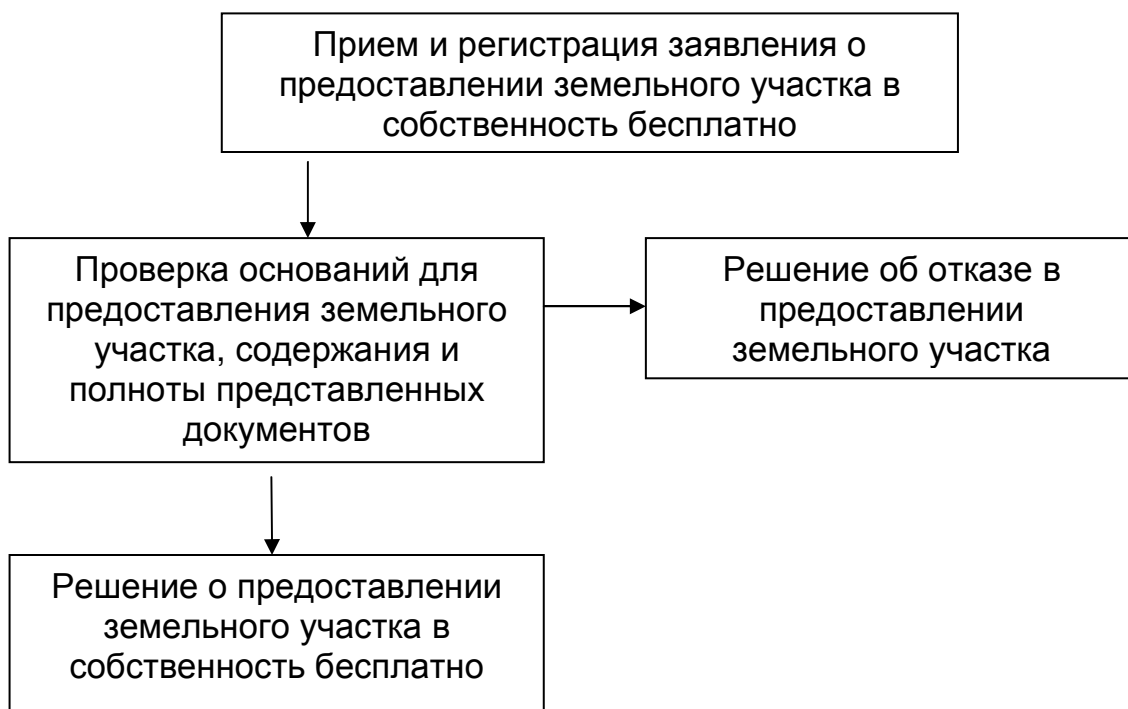 Прием и регистрация заявления о
предоставлении земельного участка в
собственность бесплатно
Проверка оснований для
предоставления земельного
участка, содержания и
полноты представленных
документов
Решение об отказе в
предоставлении
земельного участка
Решение о предоставлении
земельного участка в
собственность бесплатно